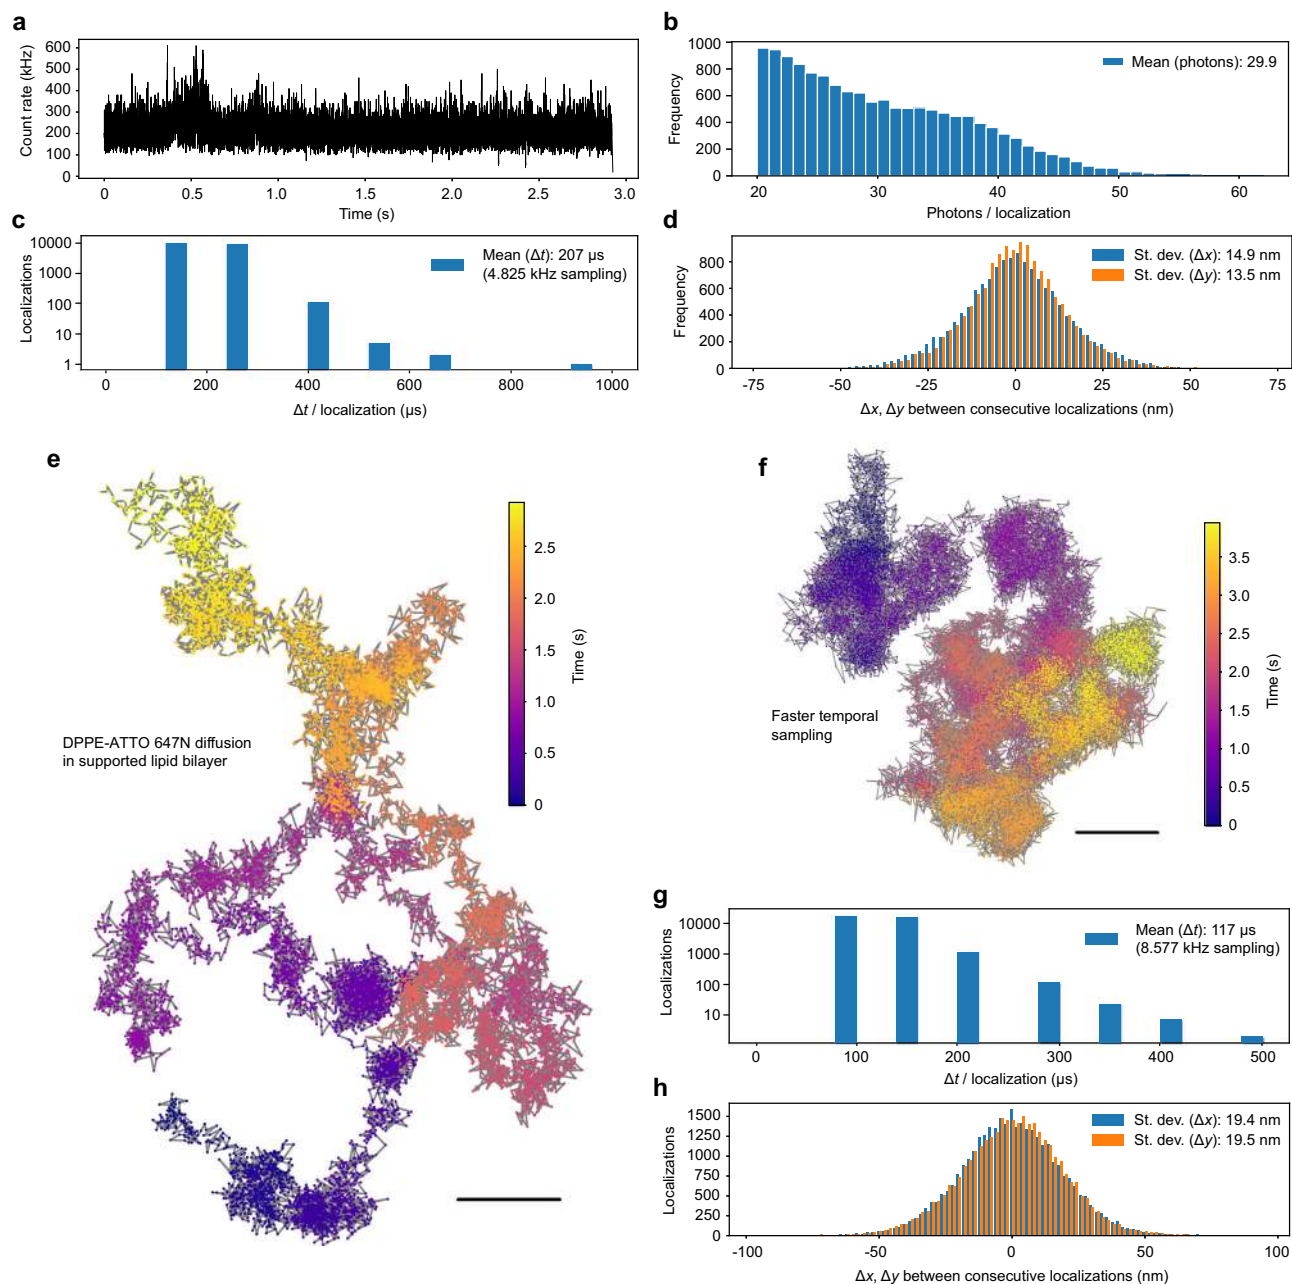 a
Count rate (kHz)
600
500
400
300
200
100
0
0
0.5
1.0
1.5
2.0
2.5
3.0
Time (s)
b
Frequency
1000
800
600
400
200
0
20
30
40
50
60
Photons / localization
Mean (photons): 29.9
c
Localizations
10000
1000
100
10
1
0
200
400
600
800
1000
Δt / localization (µs)
Mean (Δt): 207 µs
(4.825 kHz sampling)
d
Frequency
800
600
400
200
0
-75
-50
-25
0
25
50
75
Δx, Δy between consecutive localizations (nm)
St. dev. (Δx): 14.9 nm
St. dev. (Δy): 13.5 nm
e
DPPE-ATTO 647N diffusion
in supported lipid bilayer
2.5
2.0
1.5
1.0
0.5
0
Time (s)
f
Faster temporal
sampling
3.5
3.0
2.5
2.0
1.5
1.0
0.5
0
Time (s)
g
Localizations
10000
1000
100
10
0
100
200
300
400
500
Δt / localization (µs)
Mean (Δt): 117 µs
(8.577 kHz sampling)
h
Localizations
1500
1250
1000
750
500
250
0
-100
-50
0
50
100
Δx, Δy between consecutive localizations (nm)
St. dev. (Δx): 19.4 nm
St. dev. (Δy): 19.5 nm